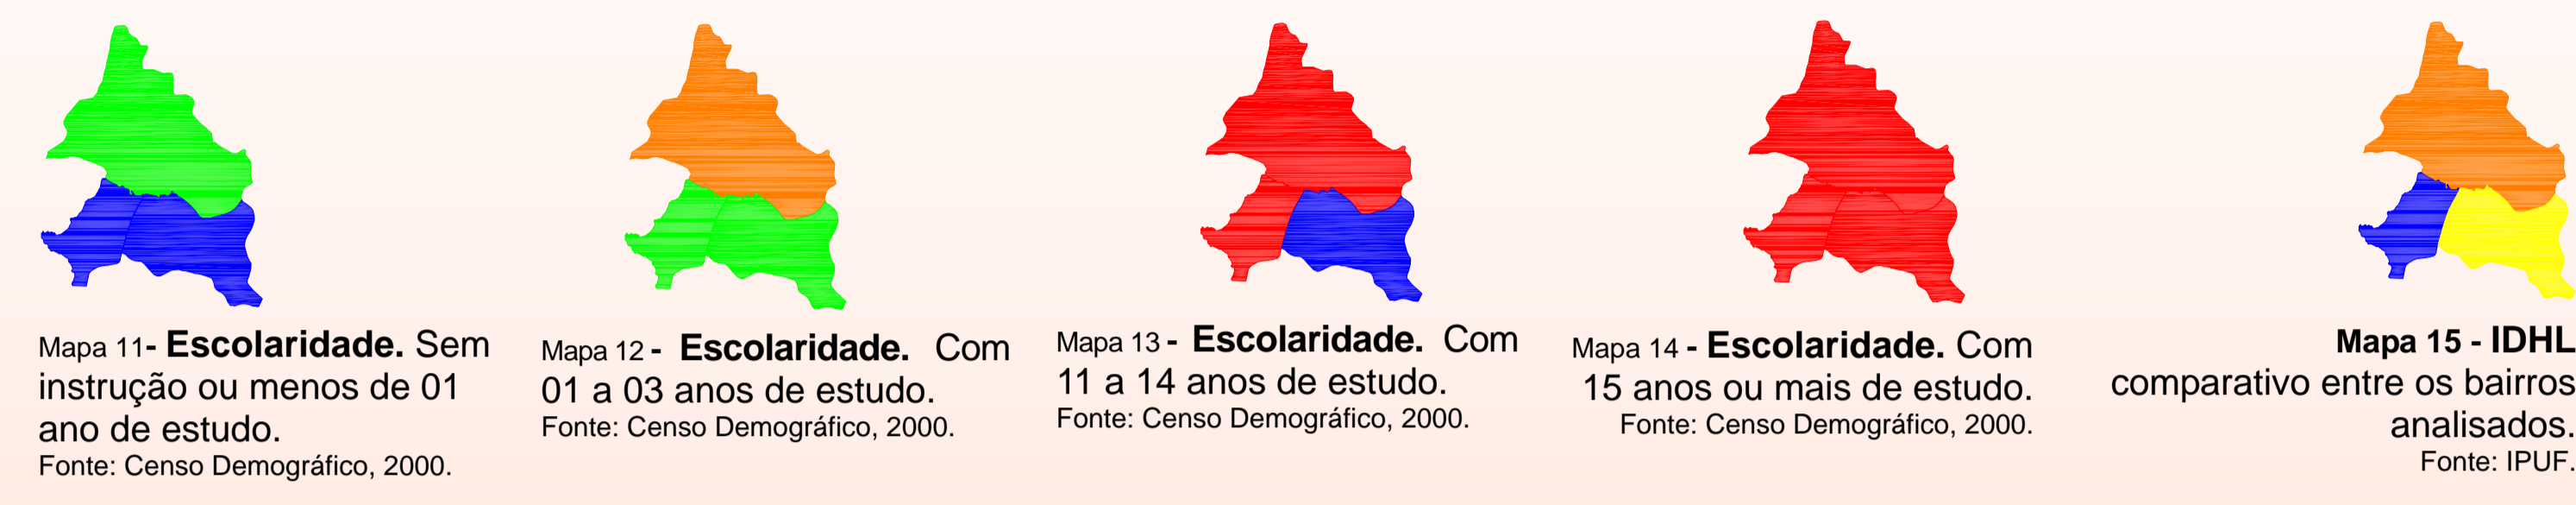 Mapa 11- Escolaridade. Sem
instrução ou menos de 01
ano de estudo.
Fonte: Censo Demográfico, 2000.
Mapa 12 - Escolaridade. Com
01 a 03 anos de estudo.
Fonte: Censo Demográfico, 2000.
Mapa 13 - Escolaridade. Com
11 a 14 anos de estudo.
Fonte: Censo Demográfico, 2000.
Mapa 14 - Escolaridade. Com
15 anos ou mais de estudo.
Fonte: Censo Demográfico, 2000.
Mapa 15 - IDHL
comparativo entre os bairros
analisados.
Fonte: IPUF.